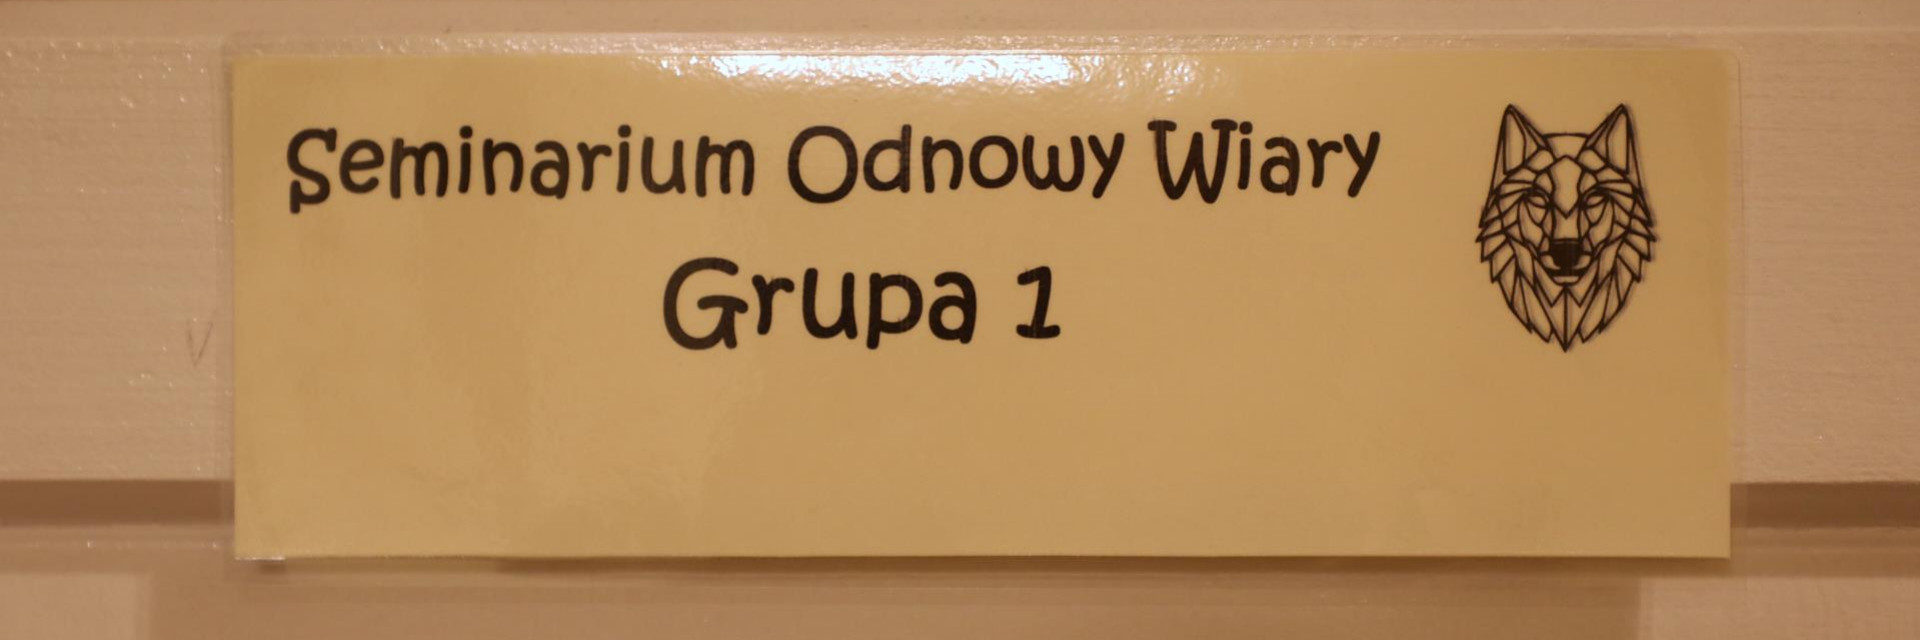 Seminarium Odnowy Wiary
Grupa 1